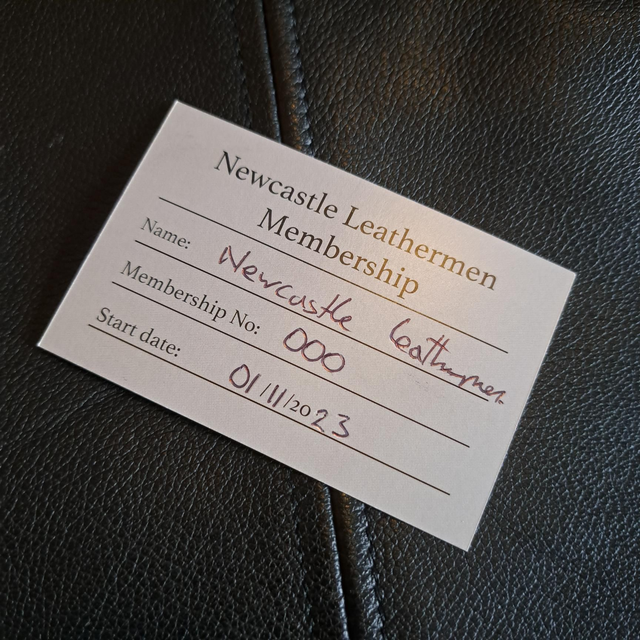 Newcastle Leathermen
Membership
Name: Newcastle Leathermen
Membership No: 000
Start date: 01/11/2023